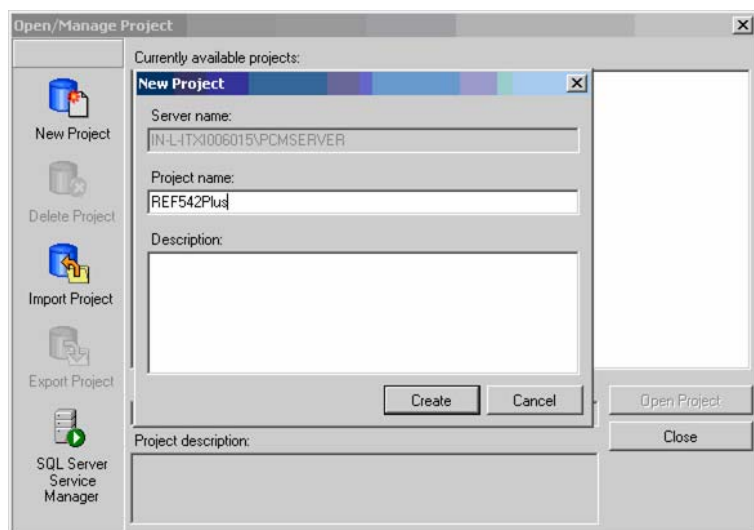 Open/Manage Project
Currently available projects:
New Project
Server name:
IN-L-ITXI006015\PCMSERVER
Project name:
REF542Plus
Description:
Create
Cancel
New Project
Delete Project
Import Project
Export Project
SQL Server
Service
Manager
Open Project
Close
Project description: